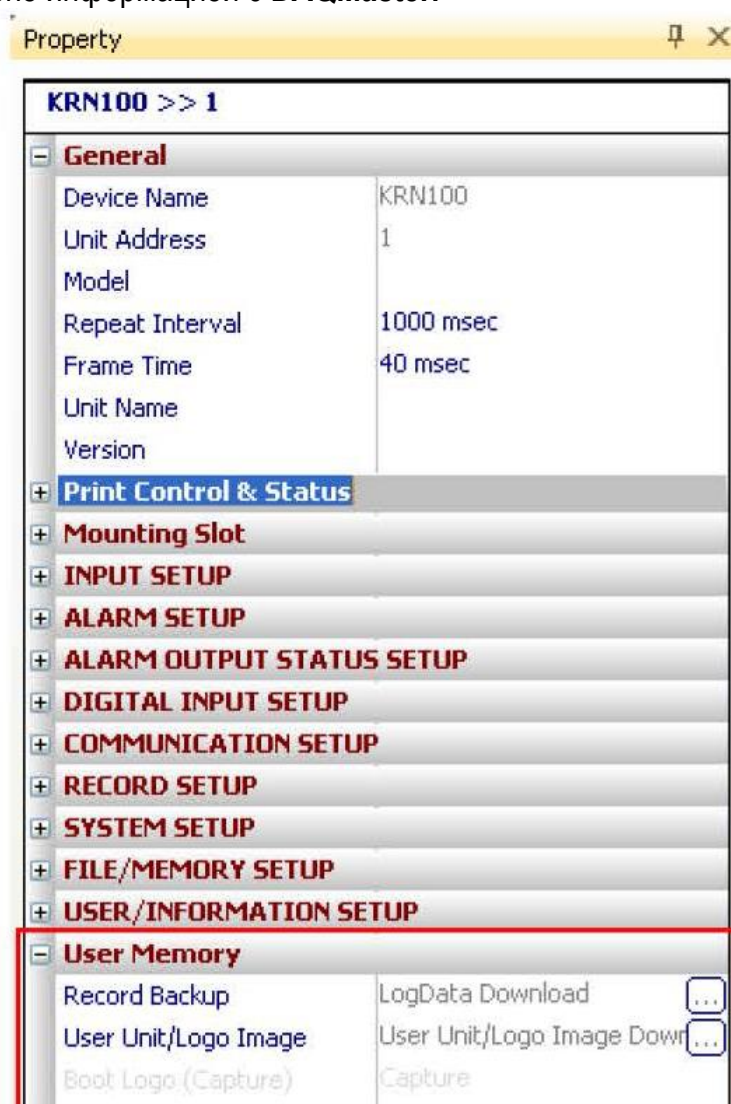 Property
KRN100 >> 1
General
Device Name KRN100
Unit Address 1
Model
Repeat Interval 1000 msec
Frame Time 40 msec
Unit Name
Version
Print Control & Status
Mounting Slot
INPUT SETUP
ALARM SETUP
ALARM OUTPUT STATUS SETUP
DIGITAL INPUT SETUP
COMMUNICATION SETUP
RECORD SETUP
SYSTEM SETUP
FILE/MEMORY SETUP
USER/INFORMATION SETUP
User Memory
Record Backup LogData Download ...
User Unit/Logo Image User Unit/Logo Image Down ...
Boot Logo (Capture) Capture